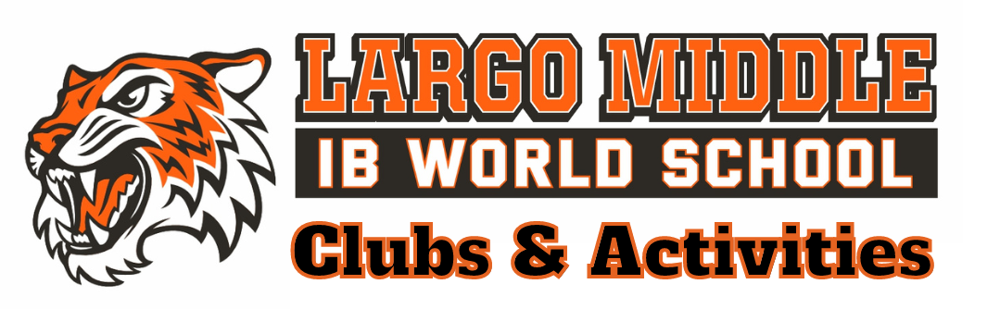 LARGO MIDDLE
IB WORLD SCHOOL
Clubs & Activities